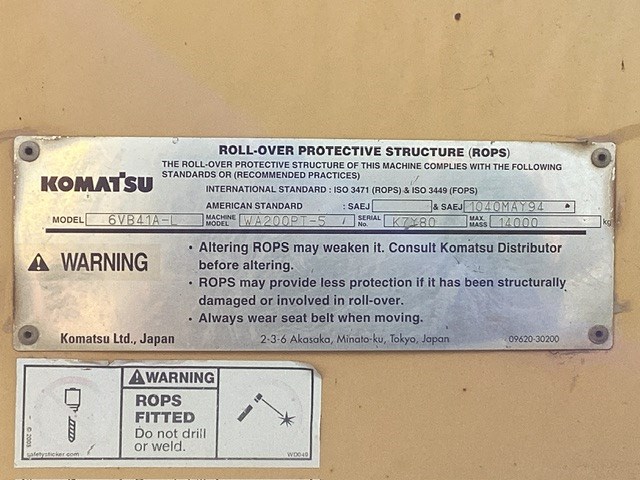 ROLL-OVER PROTECTIVE STRUCTURE (ROPS)
THE ROLL-OVER PROTECTIVE STRUCTURE OF THIS MACHINE COMPLIES WITH THE FOLLOWING
STANDARDS OR (RECOMMENDED PRACTICES)
KOMATSU
INTERNATIONAL STANDARD : ISO 3471 (ROPS) & ISO 3449 (FOPS)
AMERICAN STANDARD : SAEJ & SAEJ 1040MAY94
MODEL 6VB41A-L MACHINE MODEL WA200PT-5 SERIAL No. MAX. MASS 14000 kg
WARNING
• Altering ROPS may weaken it. Consult Komatsu Distributor
before altering.
• ROPS may provide less protection if it has been structurally
damaged or involved in roll-over.
• Always wear seat belt when moving.
Komatsu Ltd., Japan 2-3-6 Akasaka, Minato-ku, Tokyo, Japan 09620-30200
WARNING
ROPS
FITTED
Do not drill
or weld.
safetysticker.com
WD048